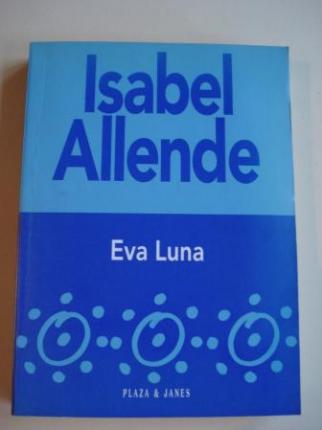 Isabel
Allende
Eva Luna
PLAZA & JANES